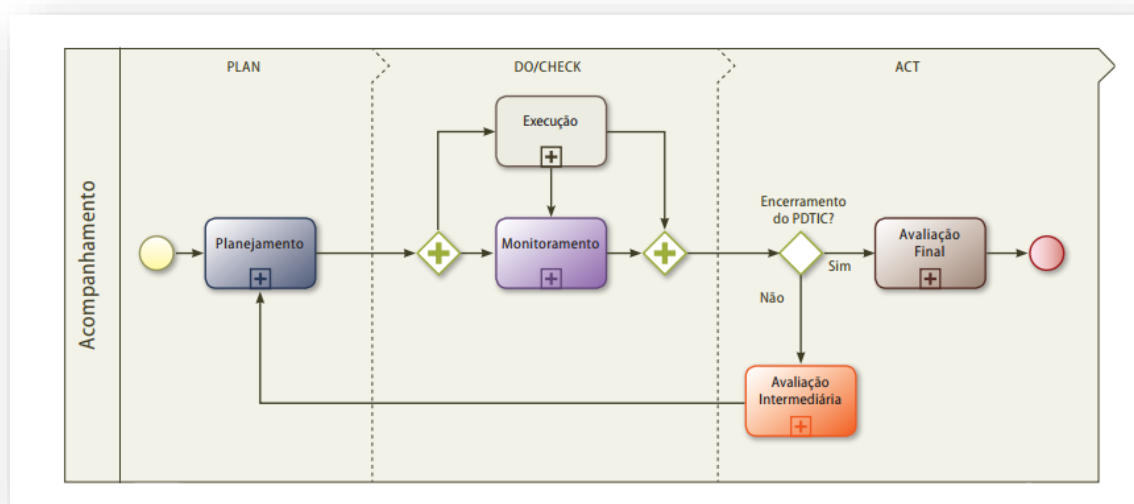 PLAN
DO/CHECK
ACT
Acompanhamento
Execução
Planejamento
Monitoramento
Encerramento
do PDTIC?
Sim
Não
Avaliação
Final
Avaliação
Intermediária